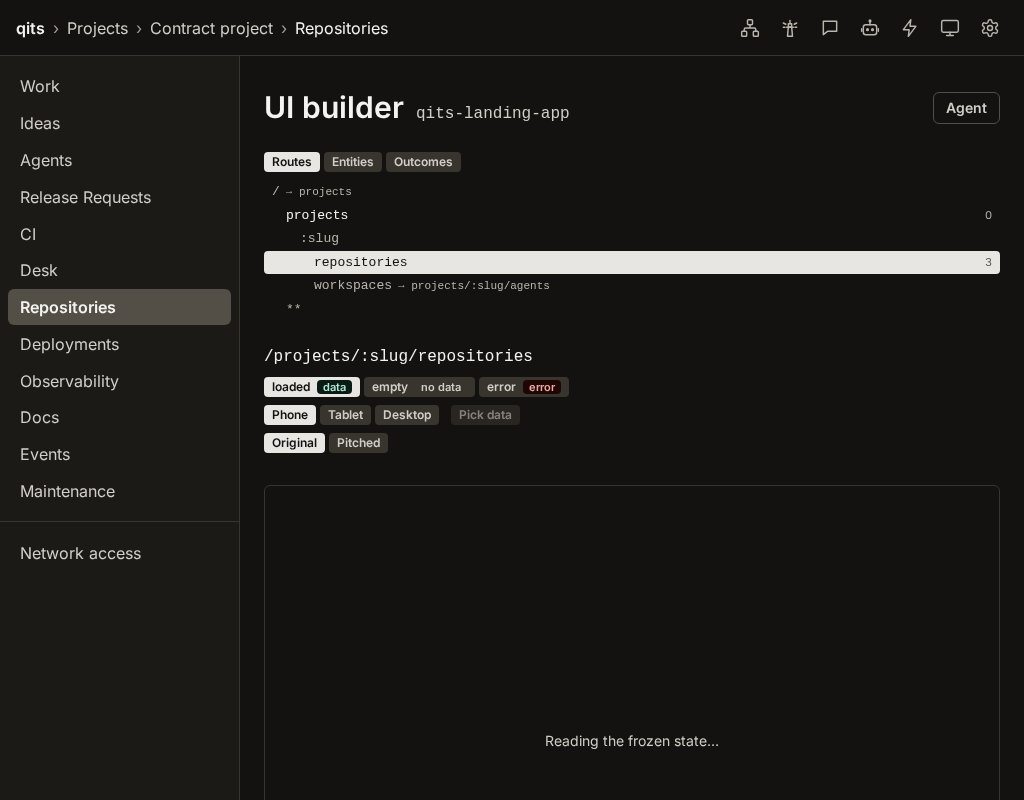 qits › Projects › Contract project › Repositories
Work
Ideas
Agents
Release Requests
CI
Desk
Repositories
Deployments
Observability
Docs
Events
Maintenance
Network access
UI builder qits-landing-app
Agent
Routes Entities Outcomes
/ → projects
projects 0
:slug
repositories 3
workspaces → projects/:slug/agents
**
/projects/:slug/repositories
loaded data empty no data error error
Phone Tablet Desktop Pick data
Original Pitched
Reading the frozen state…